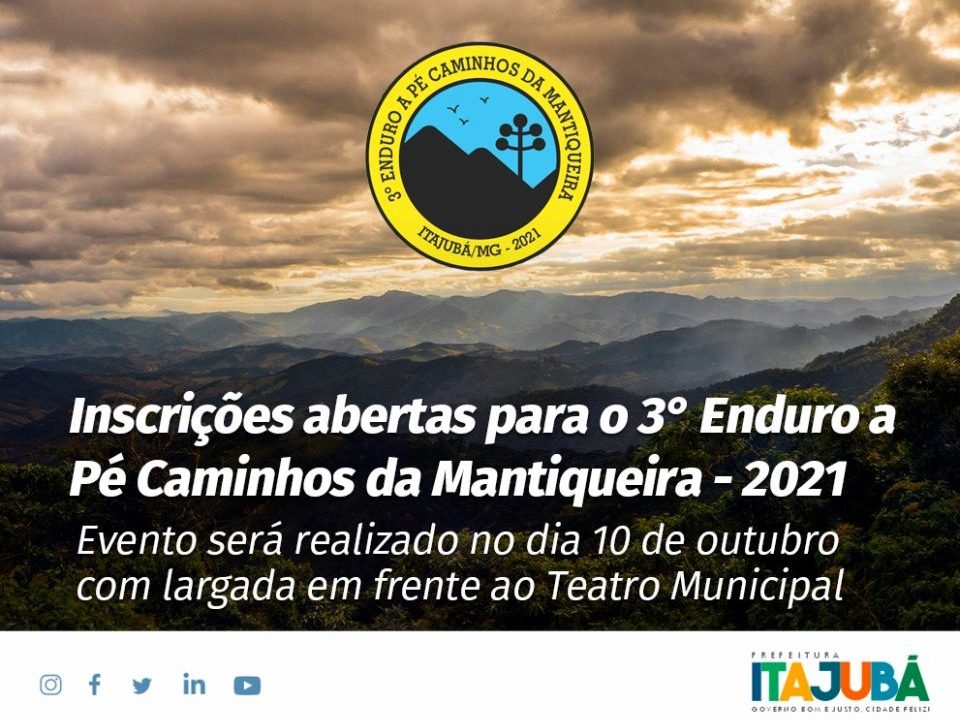 3º ENDURO A PÉ CAMINHOS DA MANTIQUEIRA
ITAJUBÁ/MG - 2021
Inscrições abertas para o 3° Enduro a
Pé Caminhos da Mantiqueira - 2021
Evento será realizado no dia 10 de outubro
com largada em frente ao Teatro Municipal
PREFEITURA
ITAJUBÁ
GOVERNO BOM E JUSTO, CIDADE FELIZ!